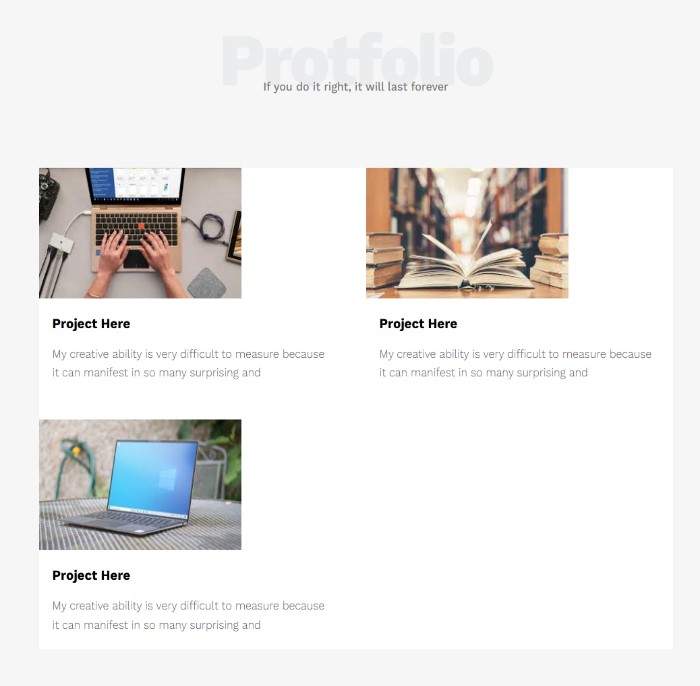 Protfolio
If you do it right, it will last forever
Project Here
My creative ability is very difficult to measure because
it can manifest in so many surprising and
Project Here
My creative ability is very difficult to measure because
it can manifest in so many surprising and
Project Here
My creative ability is very difficult to measure because
it can manifest in so many surprising and